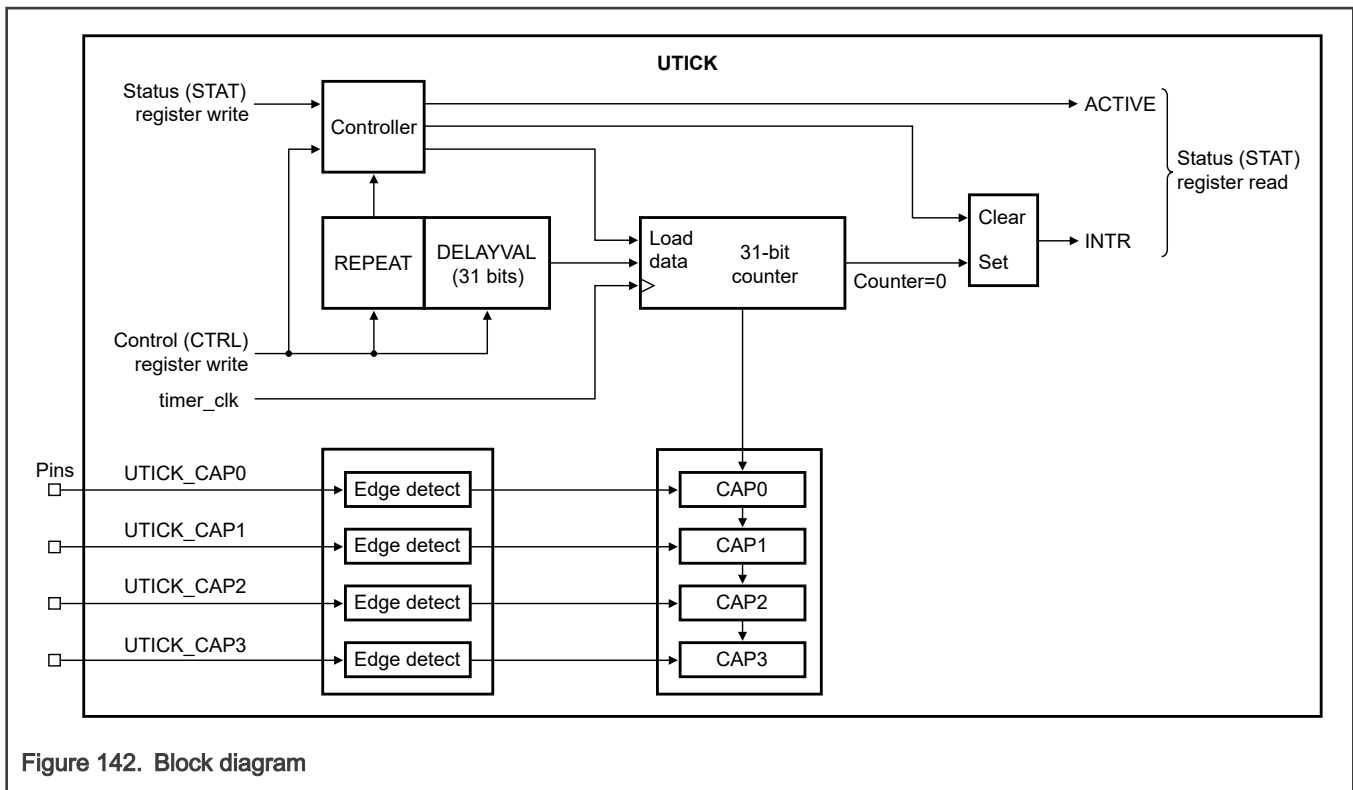 UTICK
Status (STAT)
register write
Controller
ACTIVE
Status (STAT)
register read
REPEAT
DELAYVAL
(31 bits)
Load
data
31-bit
counter
Counter=0
Clear
Set
INTR
Control (CTRL)
register write
timer_clk
Pins
UTICK_CAP0
Edge detect
CAP0
UTICK_CAP1
Edge detect
CAP1
UTICK_CAP2
Edge detect
CAP2
UTICK_CAP3
Edge detect
CAP3
Figure 142. Block diagram